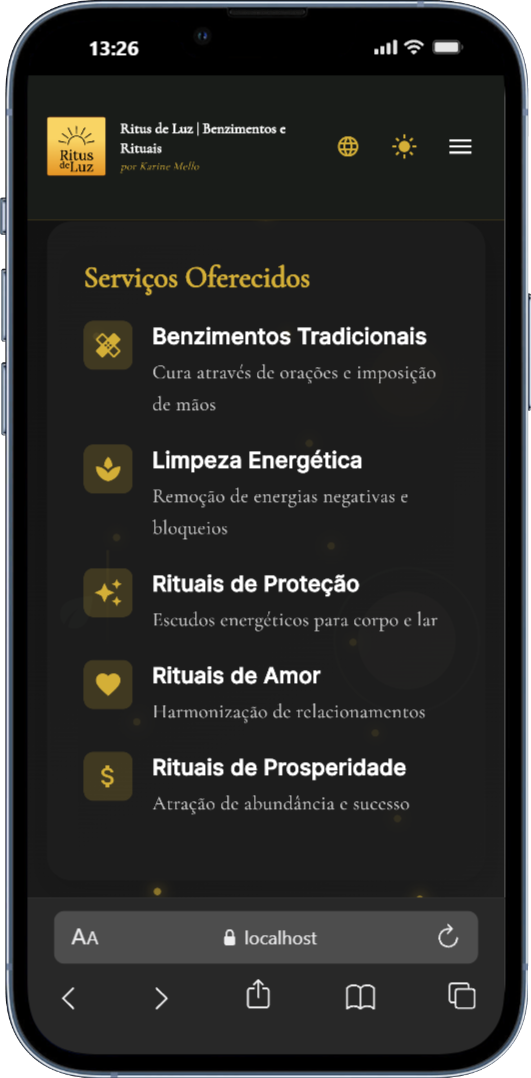 13:26
Ritus
de Luz
Ritus de Luz | Benzimentos e
Rituais
por Karine Mello
Serviços Oferecidos
Benzimentos Tradicionais
Cura através de orações e imposição
de mãos
Limpeza Energética
Remoção de energias negativas e
bloqueios
Rituais de Proteção
Escudos energéticos para corpo e lar
Rituais de Amor
Harmonização de relacionamentos
$
Rituais de Prosperidade
Atração de abundância e sucesso
AA
localhost